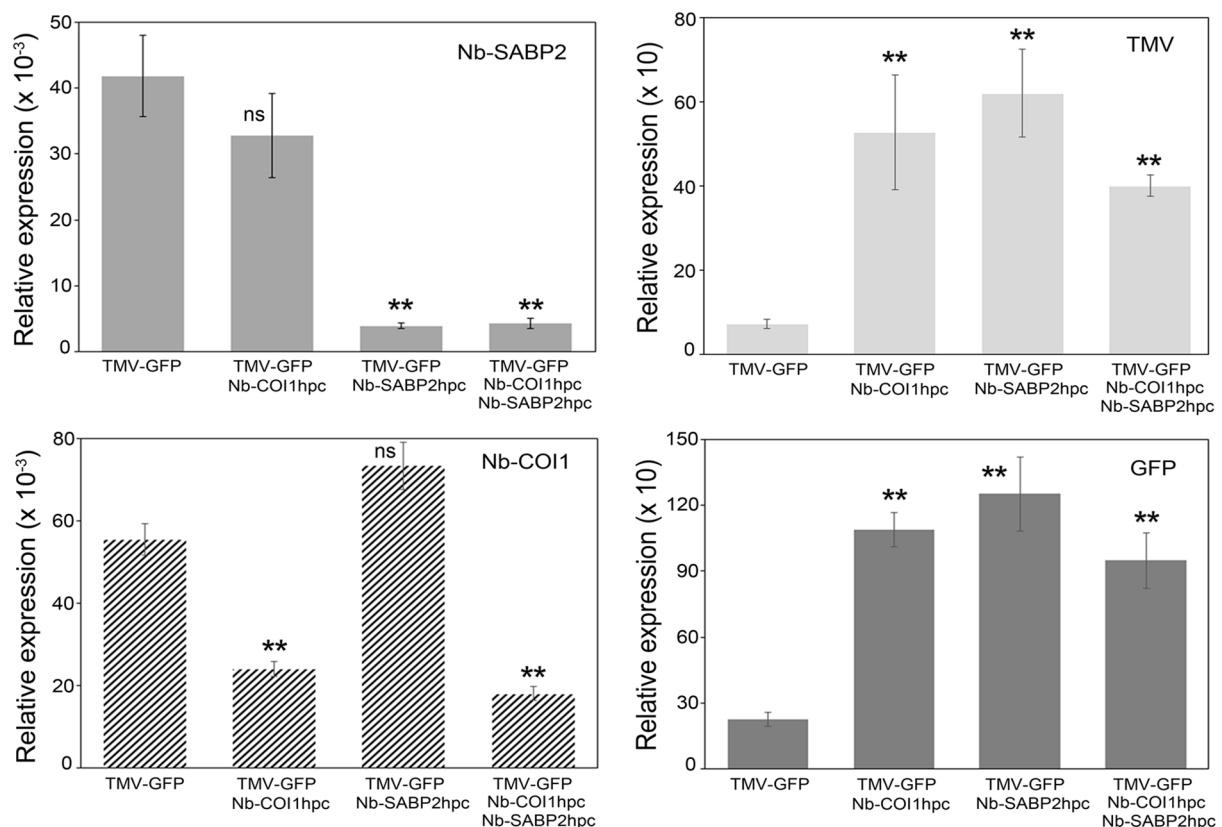 Relative expression (x 10⁻³)
50
40
30
20
10
0
Nb-SABP2
ns
**
**
TMV-GFP
TMV-GFP
Nb-COI1hpc
TMV-GFP
Nb-SABP2hpc
TMV-GFP
Nb-COI1hpc
Nb-SABP2hpc
Relative expression (x 10)
80
60
40
20
0
TMV
**
**
**
TMV-GFP
TMV-GFP
Nb-COI1hpc
TMV-GFP
Nb-SABP2hpc
TMV-GFP
Nb-COI1hpc
Nb-SABP2hpc
Relative expression (x 10⁻³)
80
60
40
20
0
Nb-COI1
**
ns
**
TMV-GFP
TMV-GFP
Nb-COI1hpc
TMV-GFP
Nb-SABP2hpc
TMV-GFP
Nb-COI1hpc
Nb-SABP2hpc
Relative expression (x 10)
150
120
90
60
30
0
GFP
**
**
**
TMV-GFP
TMV-GFP
Nb-COI1hpc
TMV-GFP
Nb-SABP2hpc
TMV-GFP
Nb-COI1hpc
Nb-SABP2hpc